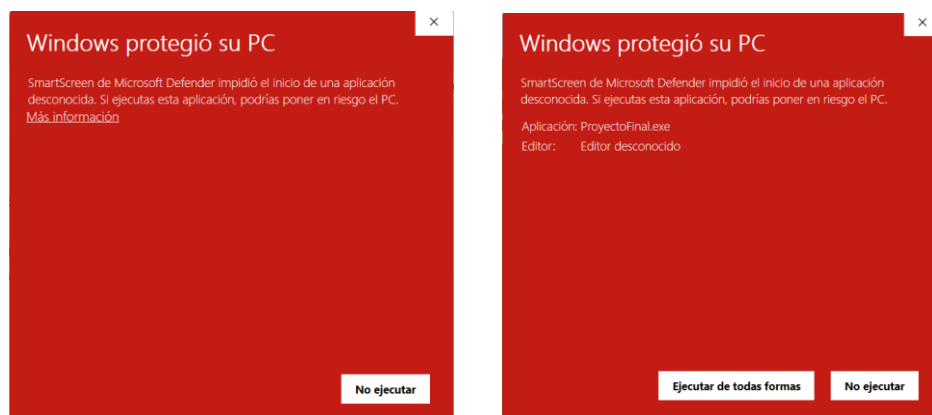 Windows protegió su PC
SmartScreen de Microsoft Defender impidió el inicio de una aplicación
desconocida. Si ejecutas esta aplicación, podrías poner en riesgo el PC.
Más información
No ejecutar
Windows protegió su PC
SmartScreen de Microsoft Defender impidió el inicio de una aplicación
desconocida. Si ejecutas esta aplicación, podrías poner en riesgo el PC.
Aplicación: ProyectoFinal.exe
Editor: Editor desconocido
Ejecutar de todas formas
No ejecutar